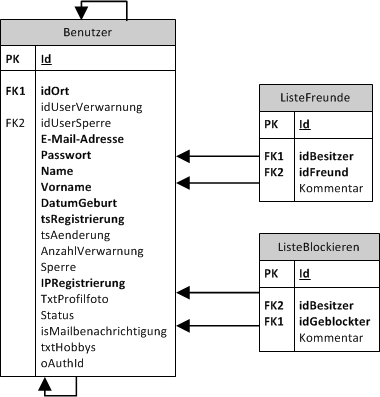 Benutzer
PK Id
FK1 idOrt
idUserVerwarnung
FK2 idUserSperre
E-Mail-Adresse
Passwort
Name
Vorname
DatumGeburt
tsRegistrierung
tsAenderung
AnzahlVerwarnung
Sperre
IPRegistrierung
TxtProfilfoto
Status
isMailbenachrichtigung
txtHobbys
oAuthId
ListeFreunde
PK Id
FK1 idBesitzer
FK2 idFreund
Kommentar
ListeBlockieren
PK Id
FK2 idBesitzer
FK1 idGeblockter
Kommentar